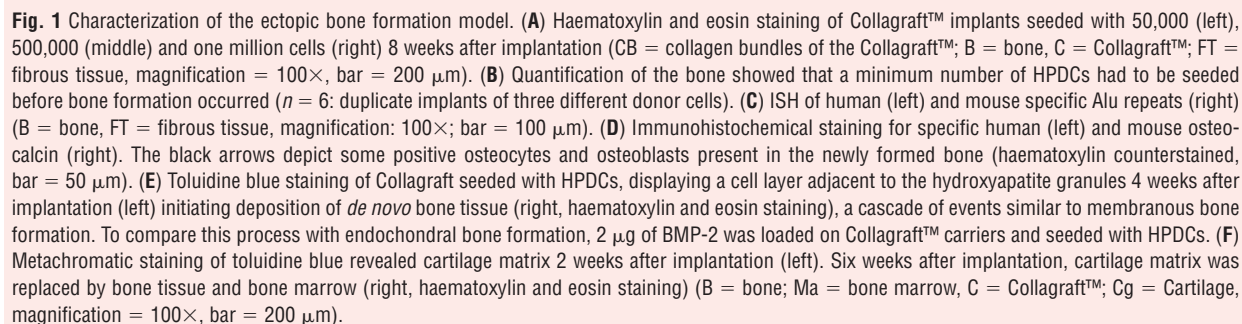 Fig. 1 Characterization of the ectopic bone formation model. (A) Haematoxylin and eosin staining of Collagraft™ implants seeded with 50,000 (left),
500,000 (middle) and one million cells (right) 8 weeks after implantation (CB = collagen bundles of the Collagraft™; B = bone, C = Collagraft™; FT =
fibrous tissue, magnification = 100×, bar = 200 μm). (B) Quantification of the bone showed that a minimum number of HPDCs had to be seeded
before bone formation occurred (n = 6: duplicate implants of three different donor cells). (C) ISH of human (left) and mouse specific Alu repeats (right)
(B = bone, FT = fibrous tissue, magnification: 100×; bar = 100 μm). (D) Immunohistochemical staining for specific human (left) and mouse osteo-
calcin (right). The black arrows depict some positive osteocytes and osteoblasts present in the newly formed bone (haematoxylin counterstained,
bar = 50 μm). (E) Toluidine blue staining of Collagraft seeded with HPDCs, displaying a cell layer adjacent to the hydroxyapatite granules 4 weeks after
implantation (left) initiating deposition of de novo bone tissue (right, haematoxylin and eosin staining), a cascade of events similar to membranous bone
formation. To compare this process with endochondral bone formation, 2 μg of BMP-2 was loaded on Collagraft™ carriers and seeded with HPDCs. (F)
Metachromatic staining of toluidine blue revealed cartilage matrix 2 weeks after implantation (left). Six weeks after implantation, cartilage matrix was
replaced by bone tissue and bone marrow (right, haematoxylin and eosin staining) (B = bone; Ma = bone marrow, C = Collagraft™; Cg = Cartilage,
magnification = 100×, bar = 200 μm).